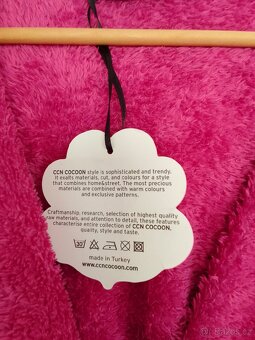 CCN COCOON style is sophisticated and trendy.
It exalts materials, cut, and colours for a style
that combines home&street. The most precious
materials are combined with warm colours
and exclusive patterns.
Craftmanship, research, selection of highest quality
raw materials, and attention to detail, these features
characterise entire collection of CCN COCOON,
quality, style and taste.
30
made in Turkey
www.ccncocoon.com